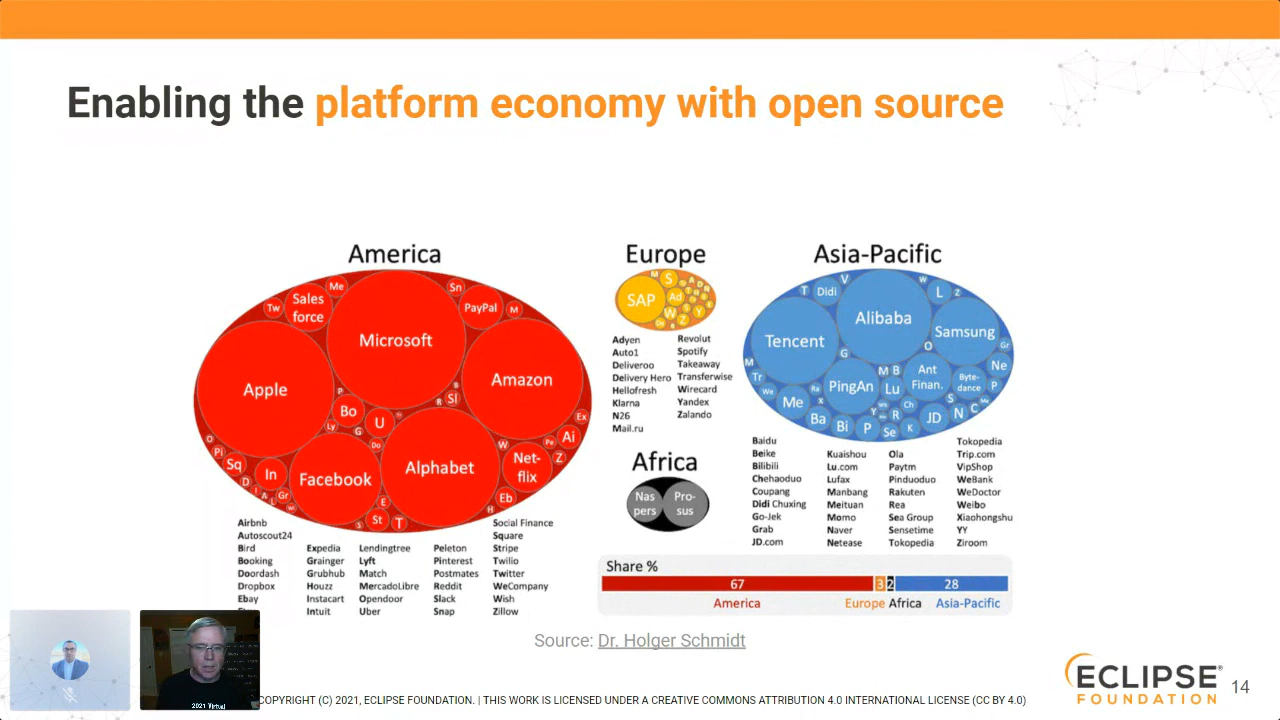 Enabling the platform economy with open source
America
Europe
Asia-Pacific
Me
Sn
Tw
Sales
force
PayPal
M
Microsoft
Apple
Amazon
Bo
U
Sl
Ly
G
Do
Ex
Ai
Pi
Sq
In
D
Gr
Facebook
Alphabet
W
Z
Net-
flix
Eb
H
E
St
T
M
S
SAP
Ad
W
Z
Adyen
Auto1
Deliveroo
Delivery Hero
Hellofresh
Klarna
N26
Mail.ru
Revolut
Spotify
Takeaway
Transferwise
Wirecard
Yandex
Zalando
Africa
Nas
pers
Pro-
sus
T
Didi
V
W
L
Z
Alibaba
Tencent
Samsung
G
O
Gr
M
Tr
Ne
PingAn
M
B
Lu
Ant
Finan.
Byte-
dance
P
We
Me
Ba
Bi
P
Se
R
Ch
K
JD
S
N
C
Baidu
Beike
Bilibili
Chehaoduo
Coupang
Didi Chuxing
Go-Jek
Grab
JD.com
Kuaishou
Lu.com
Lufax
Manbang
Meituan
Momo
Naver
Netease
Ola
Paytm
Pinduoduo
Rakuten
Rea
Sea Group
Sensetime
Tokopedia
Tokopedia
Trip.com
VipShop
WeBank
WeDoctor
Weibo
Xiaohongshu
YY
Ziroom
Airbnb
Autoscout24
Bird
Booking
Doordash
Dropbox
Ebay
Expedia
Grainger
Grubhub
Houzz
Instacart
Intuit
Lendingtree
Lyft
Match
MercadoLibre
Opendoor
Uber
Peleton
Pinterest
Postmates
Reddit
Slack
Snap
Social Finance
Square
Stripe
Twilio
Twitter
WeCompany
Wish
Zillow
Share %
67
3
2
28
America
Europe
Africa
Asia-Pacific
Source: Dr. Holger Schmidt
2021 Virtual
COPYRIGHT (C) 2021, ECLIPSE FOUNDATION. | THIS WORK IS LICENSED UNDER A CREATIVE COMMONS ATTRIBUTION 4.0 INTERNATIONAL LICENSE (CC BY 4.0)
ECLIPSE®
FOUNDATION
14